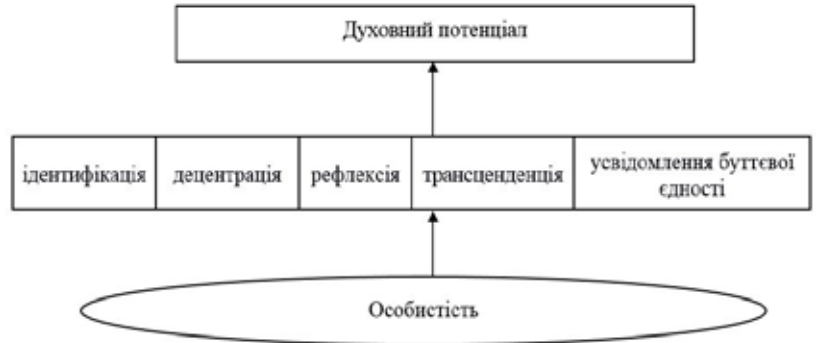 Духовний потенціал
ідентифікація децентрація рефлексія трансценденція усвідомлення буттєвої
єдності
Особистість